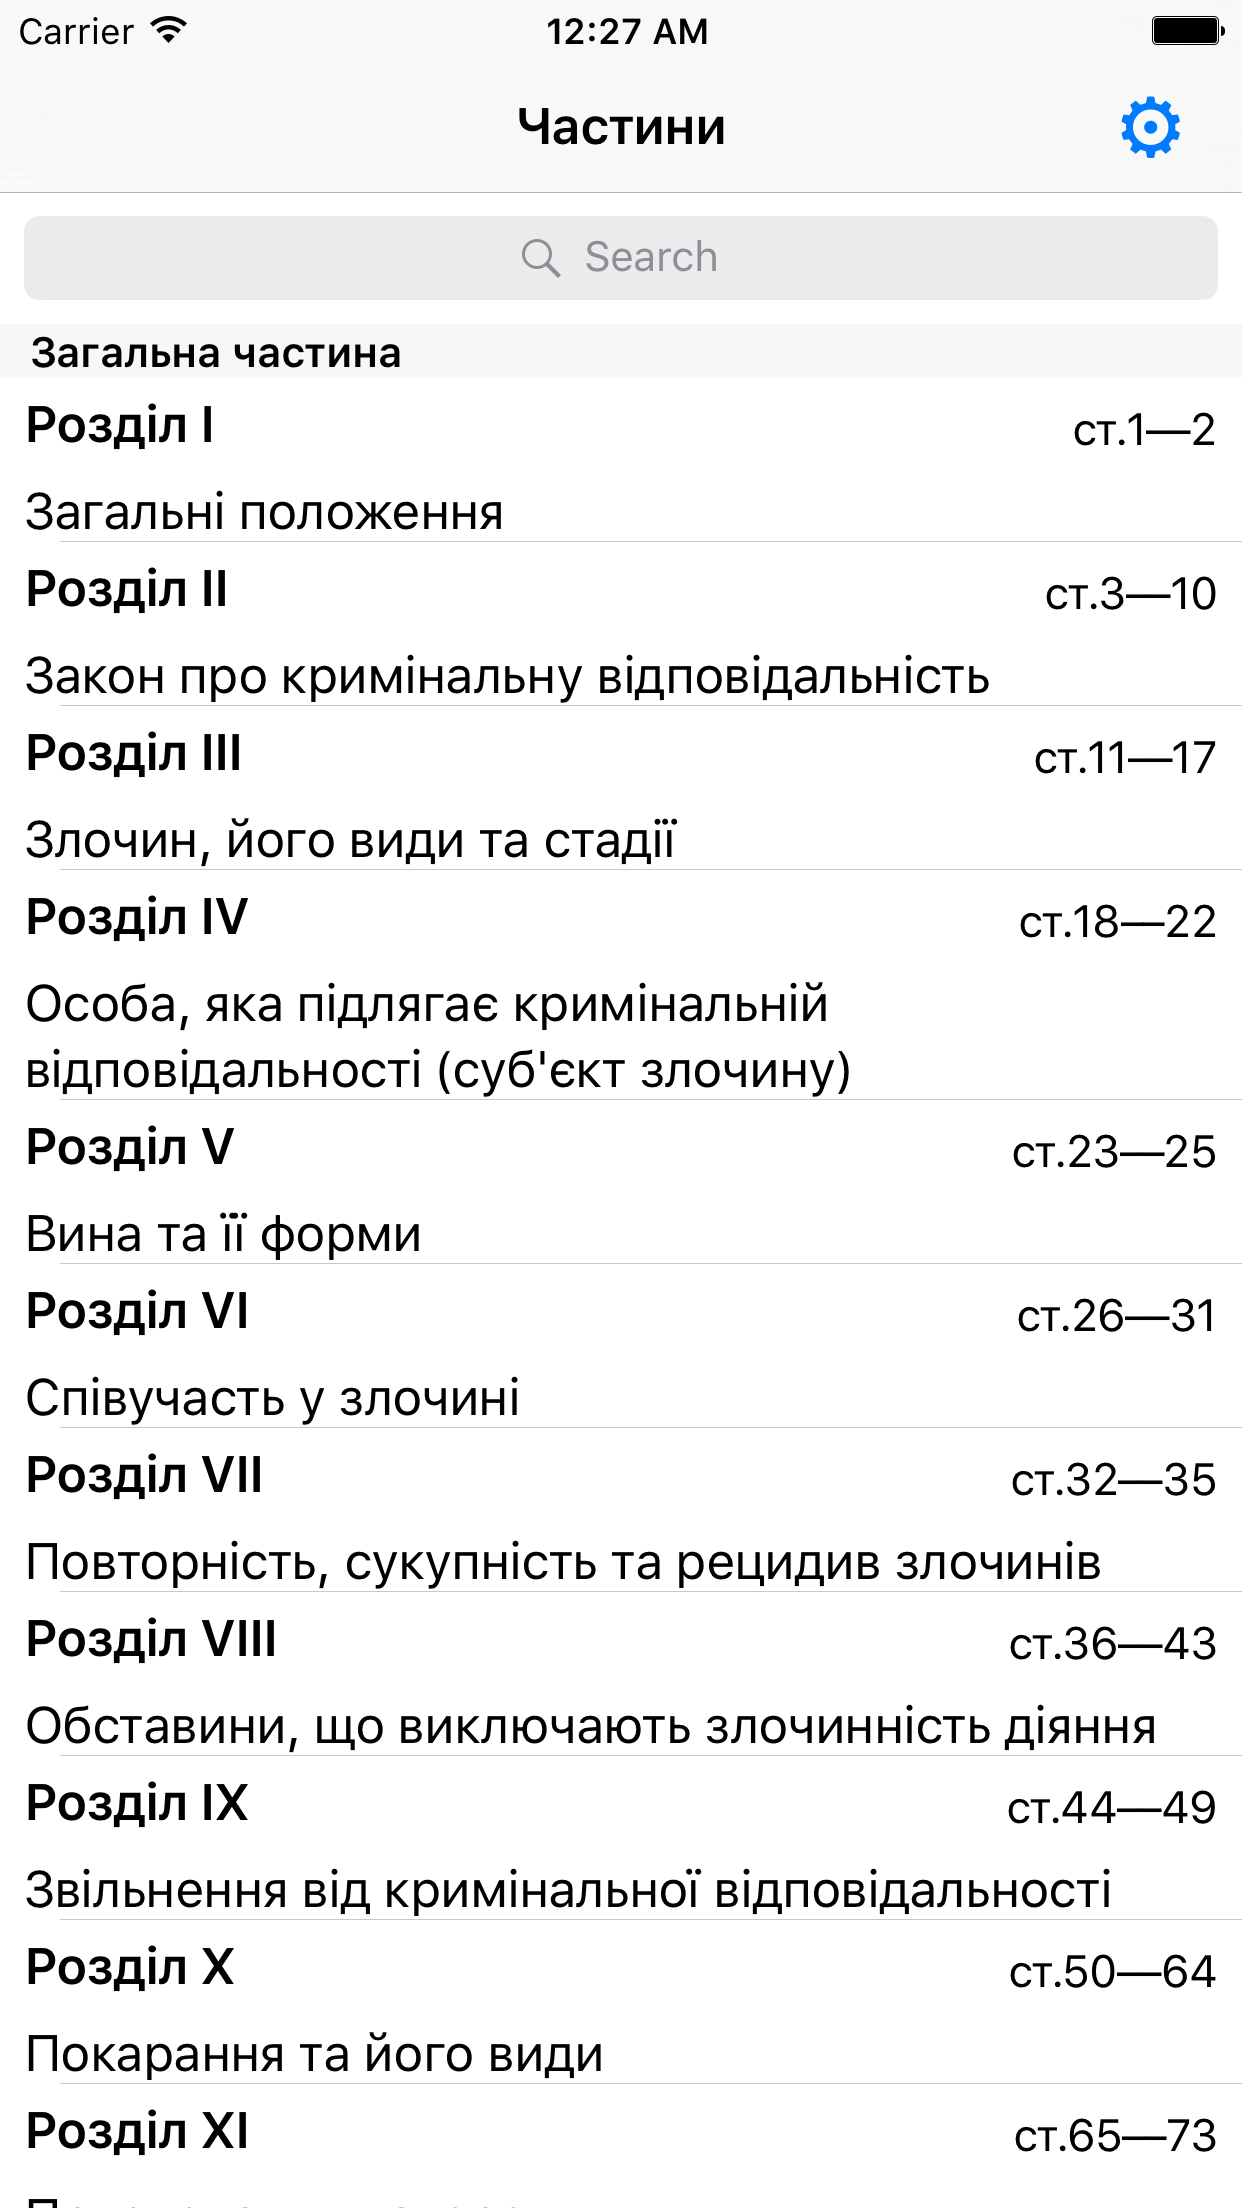 Carrier 12:27 AM
Частини
Search
Загальна частина
Розділ I ст.1—2
Загальні положення
Розділ II ст.3—10
Закон про кримінальну відповідальність
Розділ III ст.11—17
Злочин, його види та стадії
Розділ IV ст.18—22
Особа, яка підлягає кримінальній
відповідальності (суб'єкт злочину)
Розділ V ст.23—25
Вина та її форми
Розділ VI ст.26—31
Співучасть у злочині
Розділ VII ст.32—35
Повторність, сукупність та рецидив злочинів
Розділ VIII ст.36—43
Обставини, що виключають злочинність діяння
Розділ IX ст.44—49
Звільнення від кримінальної відповідальності
Розділ X ст.50—64
Покарання та його види
Розділ XI ст.65—73